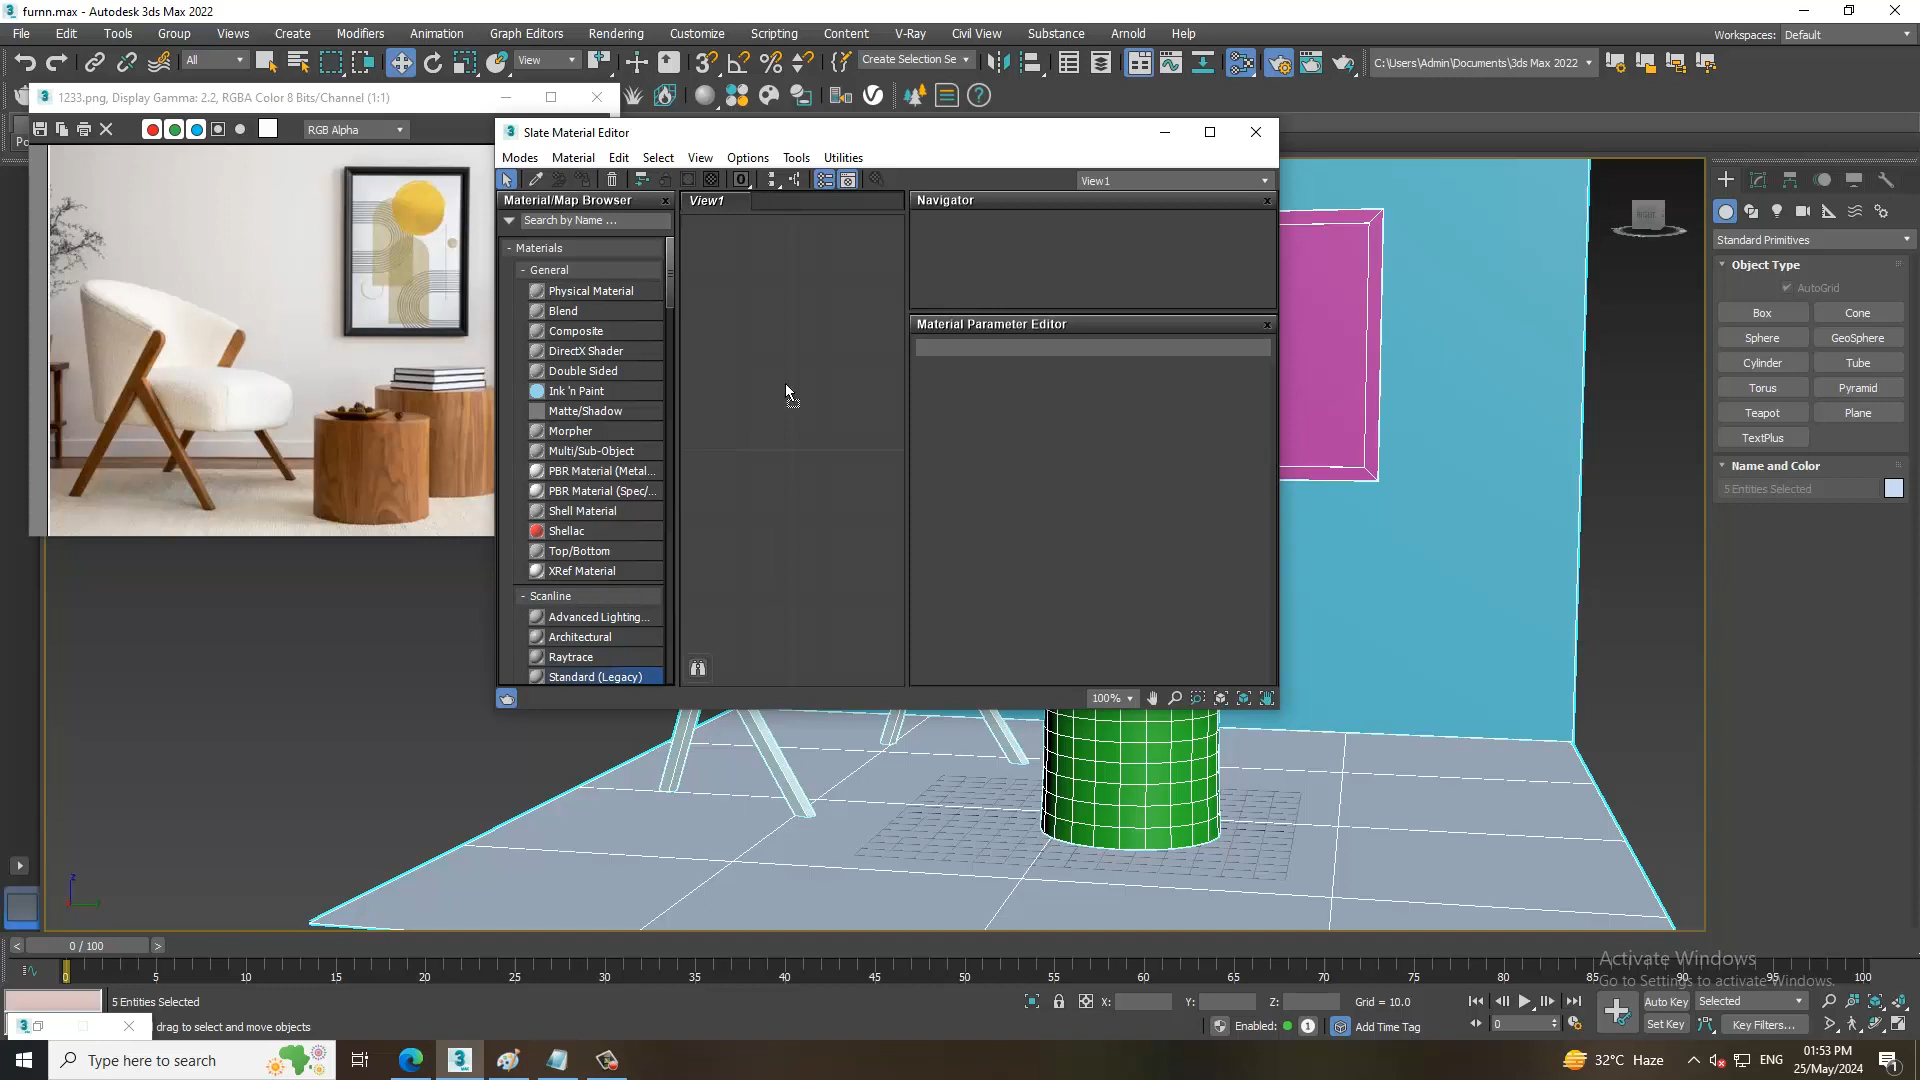 furnn.max - Autodesk 3ds Max 2022
File Edit Tools Group Views Create Modifiers Animation Graph Editors Rendering Customize Scripting Content V-Ray Civil View Substance Arnold Help
Workspaces: Default
All View Create Selection Se C:\Users\Admin\Documents\3ds Max 2022
1233.png, Display Gamma: 2.2, RGBA Color 8 Bits/Channel (1:1)
RGB Alpha
Po
Slate Material Editor
Modes Material Edit Select View Options Tools Utilities
View1
Material/Map Browser
Search by Name ...
- Materials
- General
Physical Material
Blend
Composite
DirectX Shader
Double Sided
Ink 'n Paint
Matte/Shadow
Morpher
Multi/Sub-Object
PBR Material (Metal...
PBR Material (Spec/...
Shell Material
Shellac
Top/Bottom
XRef Material
- Scanline
Advanced Lighting...
Architectural
Raytrace
Standard (Legacy)
View1
Navigator
Material Parameter Editor
100%
RIGHT
Standard Primitives
Object Type
AutoGrid
Box Cone
Sphere GeoSphere
Cylinder Tube
Torus Pyramid
Teapot Plane
TextPlus
Name and Color
5 Entities Selected
z
0 / 100
0 5 10 15 20 25 30 35 40 45 50 55 60 65 70 75 80 85 90 95 100
Activate Windows
Go to Settings to activate Windows.
5 Entities Selected
drag to select and move objects
X: Y: Z: Grid = 10.0
Enabled: 1 Add Time Tag
0
Auto Key Selected
Set Key Key Filters...
Type here to search
32°C Haze
ENG
01:53 PM
25/May/2024
1